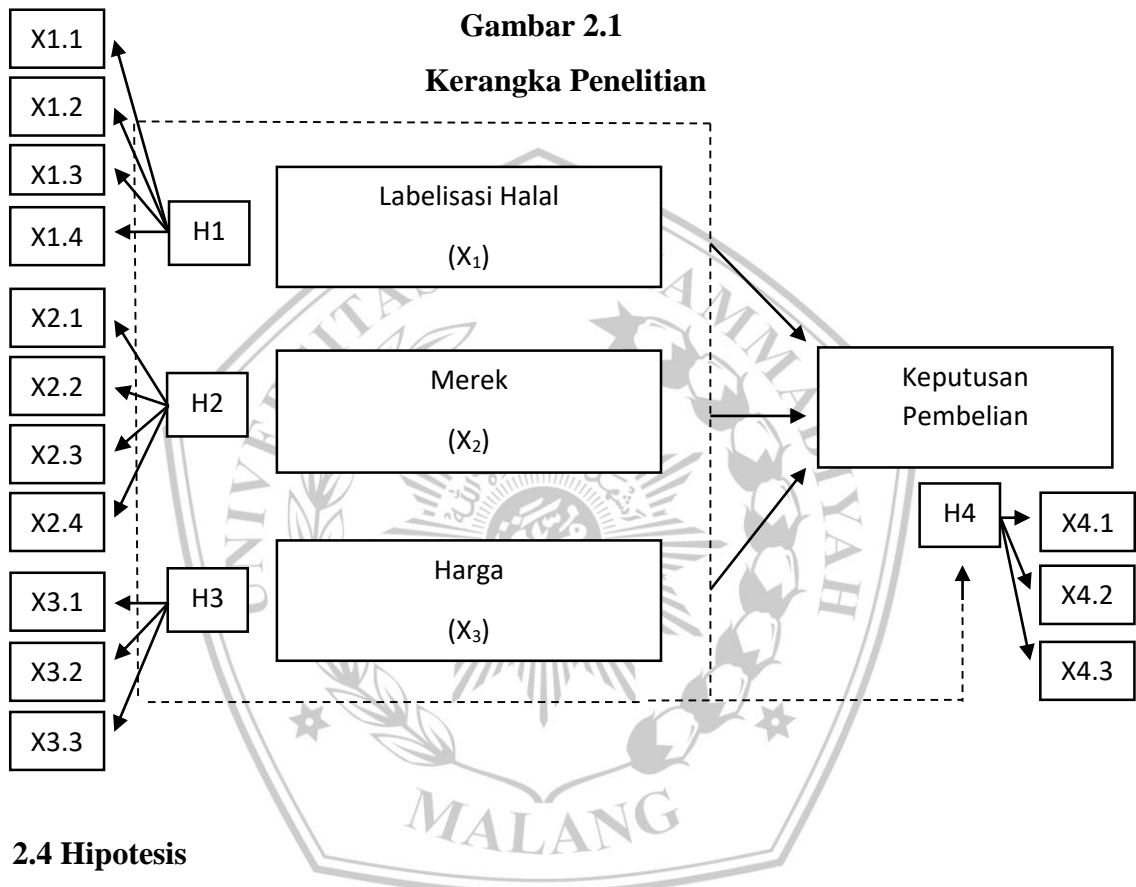 Gambar 2.1
Kerangka Penelitian
X1.1
X1.2
X1.3
X1.4
H1
Labelisasi Halal
(X₁)
X2.1
X2.2
X2.3
X2.4
H2
Merek
(X₂)
Keputusan
Pembelian
X3.1
X3.2
X3.3
H3
Harga
(X₃)
H4
X4.1
X4.2
X4.3
MALANG
2.4 Hipotesis